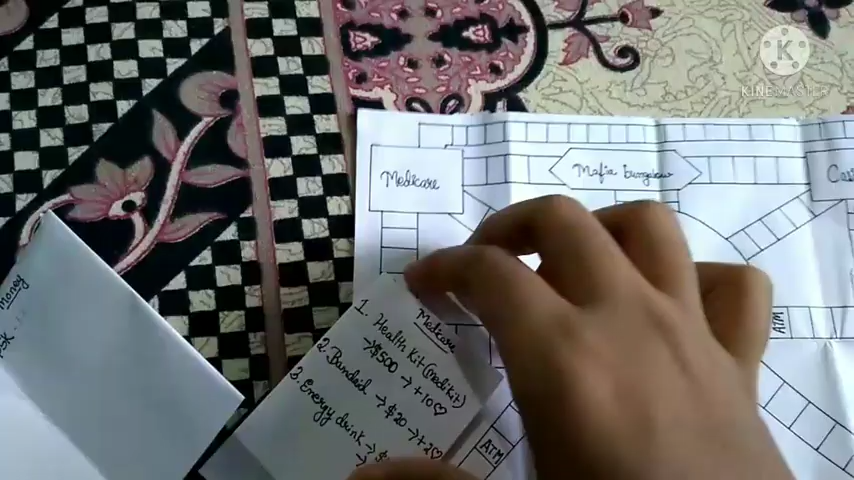 K
KINEMASTER
Medicare
Mafia bungalow
Money
ATM
Medicare
1. Health Kit (medikit)
→ $500 → +10♡
2. Bandaid → $20 → +2♡
3. Energy drink → $
ATM